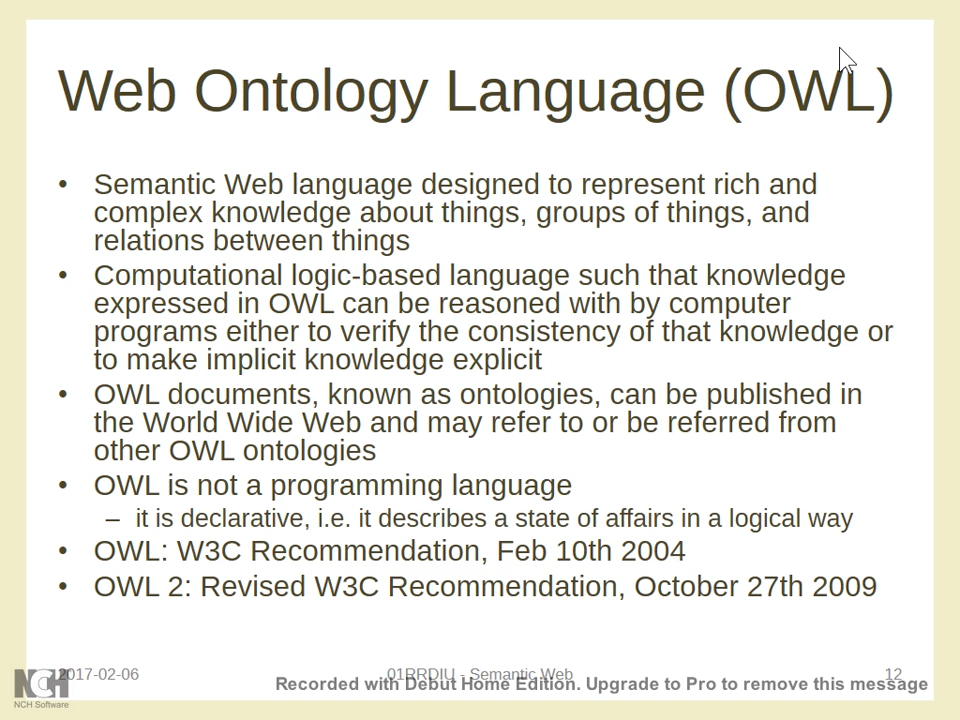 Web Ontology Language (OWL)
• Semantic Web language designed to represent rich and
complex knowledge about things, groups of things, and
relations between things
• Computational logic-based language such that knowledge
expressed in OWL can be reasoned with by computer
programs either to verify the consistency of that knowledge or
to make implicit knowledge explicit
• OWL documents, known as ontologies, can be published in
the World Wide Web and may refer to or be referred from
other OWL ontologies
• OWL is not a programming language
– it is declarative, i.e. it describes a state of affairs in a logical way
• OWL: W3C Recommendation, Feb 10th 2004
• OWL 2: Revised W3C Recommendation, October 27th 2009
2017-02-06
01RRDIU - Semantic Web
12
NCH
NCH Software
Recorded with Debut Home Edition. Upgrade to Pro to remove this message